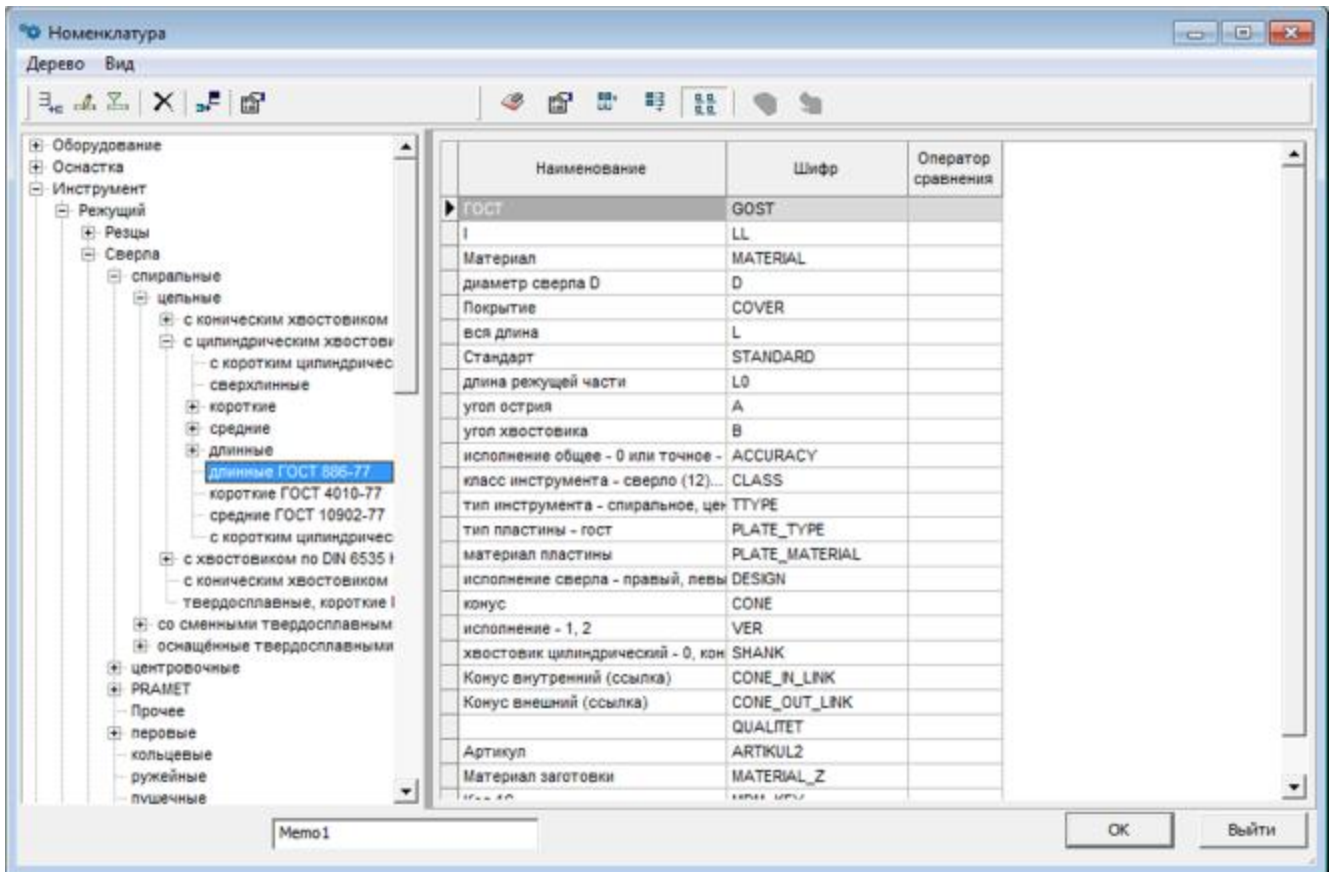 Номенклатура
Дерево Вид
Оборудование
Оснастка
Инструмент
Режущий
Резцы
Сверла
спиральные
цельные
с коническим хвостовиком
с цилиндрическим хвостови
с коротким цилиндричес
сверхлинные
короткие
средние
длинные
длинные ГОСТ 886-77
короткие ГОСТ 4010-77
средние ГОСТ 10902-77
с коротким цилиндричес
с хвостовиком по DIN 6535
с коническим хвостовиком
твердосплавные, короткие
со сменными твердосплавным
оснащённые твердосплавными
центровочные
PRAMET
Прочее
перовые
кольцевые
ружейные
пушечные
Наименование Шифр Оператор сравнения
ГОСТ GOST
l LL
Материал MATERIAL
диаметр сверла D D
Покрытие COVER
вся длина L
Стандарт STANDARD
длина режущей части L0
угол острия A
угол хвостовика B
исполнение общее - 0 или точное - ACCURACY
класс инструмента - сверло (12)... CLASS
тип инструмента - спиральное, цен TTYPE
тип пластины - гост PLATE_TYPE
материал пластины PLATE_MATERIAL
исполнение сверла - правый, левы DESIGN
конус CONE
исполнение - 1, 2 VER
хвостовик цилиндрический - 0, кон SHANK
Конус внутренний (ссылка) CONE_IN_LINK
Конус внешний (ссылка) CONE_OUT_LINK
QUALITET
Артикул ARTIKUL2
Материал заготовки MATERIAL_Z
Memo1
OK Выйти